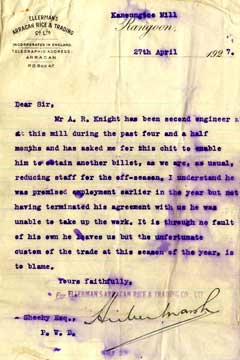 ELLERMAN'S
ARRACAN RICE & TRADING
Co LTD
INCORPORATED IN ENGLAND.
TELEGRAPHIC ADDRESS:
ARRACAN
P.O. BOX 47.
Kanoungtoe Mill
Rangoon,
27th April 1927.
Dear Sir,
Mr A. R. Knight has been second engineer
at this mill during the past four and a half
months and has asked me for this chit to enable
him to obtain another billet, as we are, as usual,
reducing staff for the off-season. I understand he
was promised employment earlier in the year but not
having terminated his agreement with us he was
unable to take up the work. It is through no fault
of his own he leaves us but the unfortunate
custom of the trade at this season of the year, is
to blame.
Yours faithfully,
For ELLERMAN'S ARRACAN RICE & TRADING CO. LTD
Sheehy Esq.,
P. W. D.